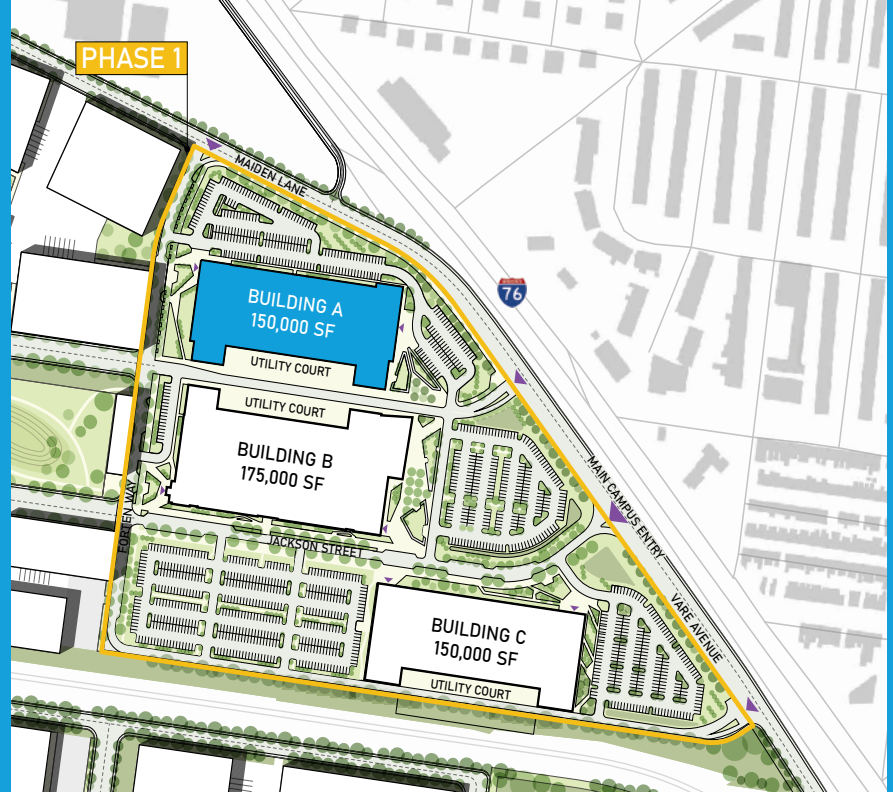 PHASE 1
MAIDEN LANE
76
BUILDING A
150,000 SF
UTILITY COURT
UTILITY COURT
BUILDING B
175,000 SF
MAIN CAMPUS ENTRY
FORTEN WAY
JACKSON STREET
VARE AVENUE
BUILDING C
150,000 SF
UTILITY COURT